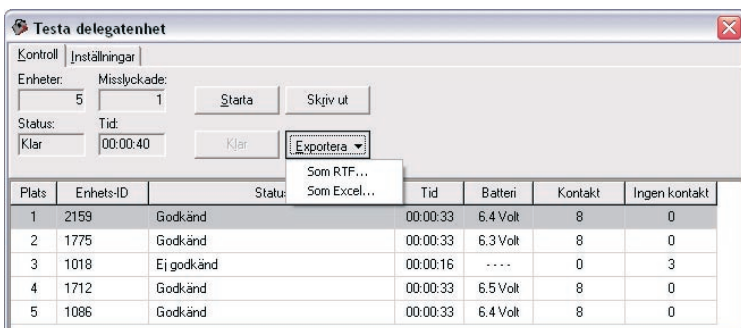 Testa delegatenhet
Kontroll Inställningar
Enheter: Misslyckade:
5 1 Starta Skriv ut
Status: Tid:
Klar 00:00:40 Klar Exportera
Som RTF...
Som Excel...
Plats Enhets-ID Statu Tid Batteri Kontakt Ingen kontakt
1 2159 Godkänd 00:00:33 6.4 Volt 8 0
2 1775 Godkänd 00:00:33 6.3 Volt 8 0
3 1018 Ej godkänd 00:00:16 ---- 0 3
4 1712 Godkänd 00:00:33 6.5 Volt 8 0
5 1086 Godkänd 00:00:33 6.4 Volt 8 0